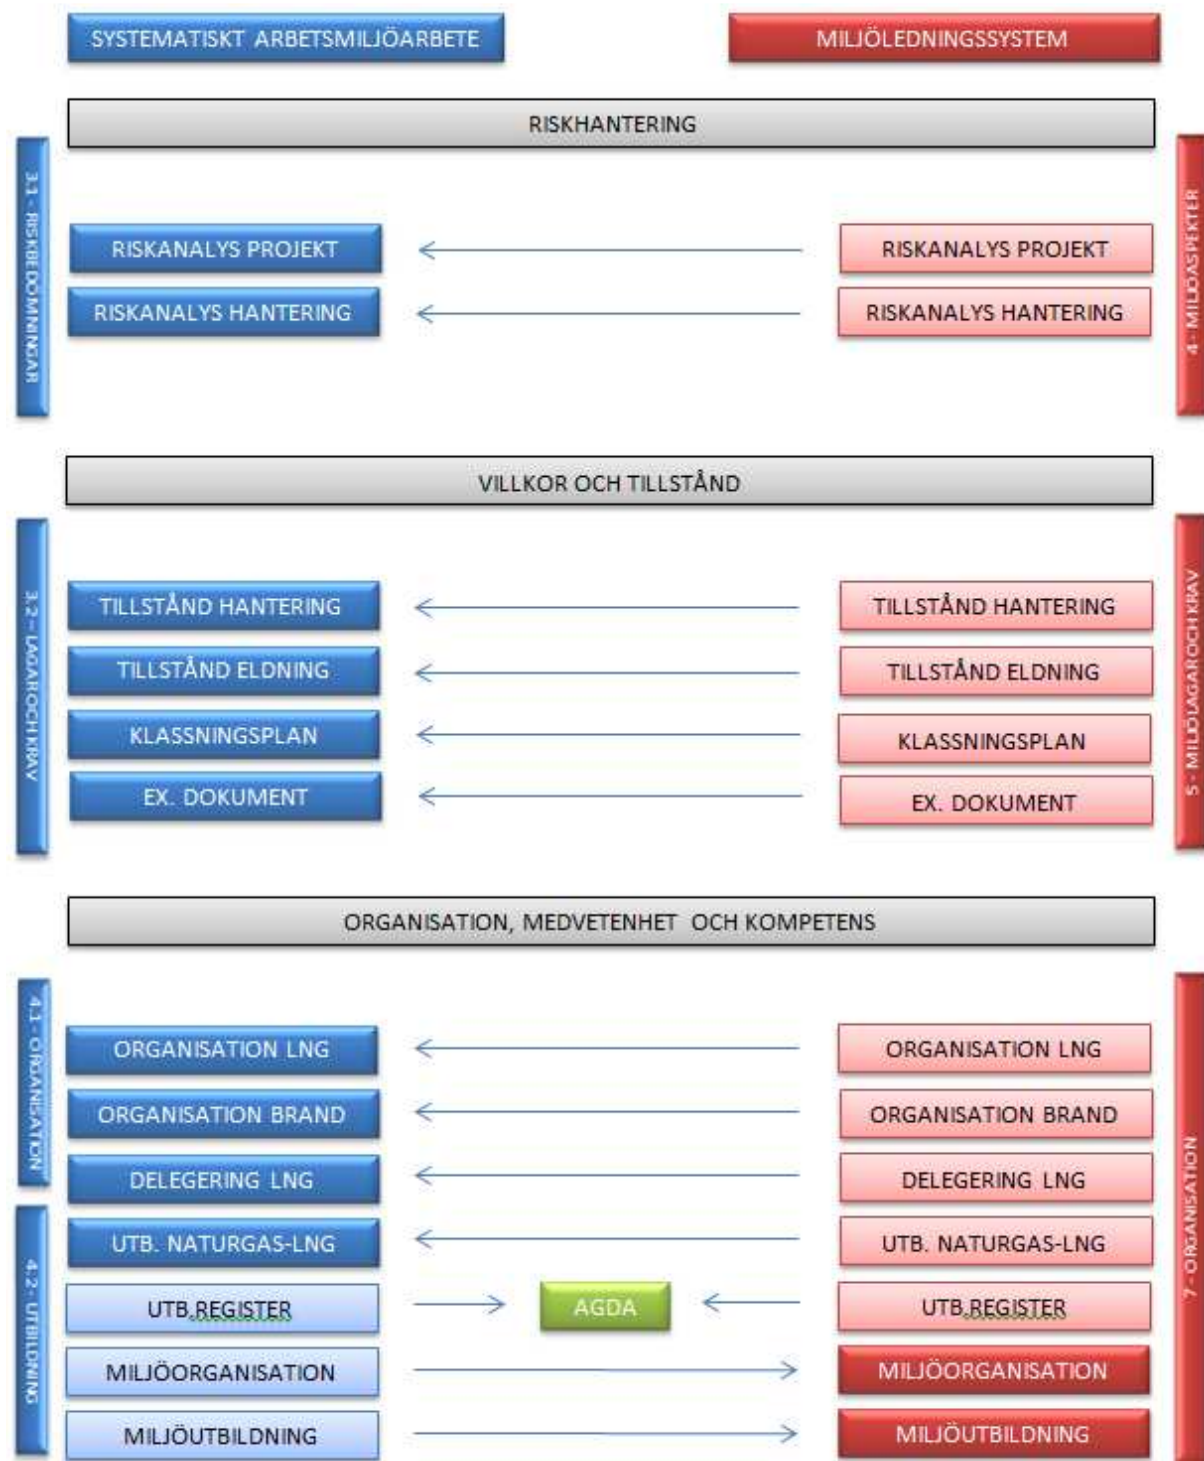 SYSTEMATISKT ARBETSMILJÖARBETE
MILJÖLEDNINGSSYSTEM
RISKHANTERING
3.1 - RISKBEDÖMNINGAR
4 - MILJÖASPEKTER
RISKANALYS PROJEKT
RISKANALYS PROJEKT
RISKANALYS HANTERING
RISKANALYS HANTERING
VILLKOR OCH TILLSTÅND
3.2 – LAGAR OCH KRAV
5 - MILJÖLAGAR OCH KRAV
TILLSTÅND HANTERING
TILLSTÅND HANTERING
TILLSTÅND ELDNING
TILLSTÅND ELDNING
KLASSNINGSPLAN
KLASSNINGSPLAN
EX. DOKUMENT
EX. DOKUMENT
ORGANISATION, MEDVETENHET OCH KOMPETENS
4.1 - ORGANISATION
7 - ORGANISATION
ORGANISATION LNG
ORGANISATION LNG
ORGANISATION BRAND
ORGANISATION BRAND
DELEGERING LNG
DELEGERING LNG
4.2 - UTBILDNING
UTB. NATURGAS-LNG
UTB. NATURGAS-LNG
UTB.REGISTER
AGDA
UTB.REGISTER
MILJÖORGANISATION
MILJÖORGANISATION
MILJÖUTBILDNING
MILJÖUTBILDNING